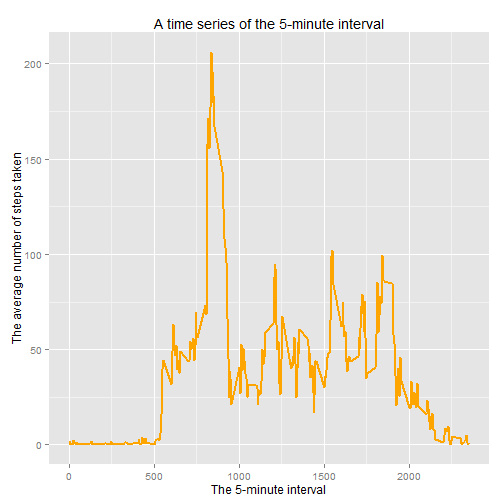 A time series of the 5-minute interval
The average number of steps taken
200
150
100
50
0
0 500 1000 1500 2000
The 5-minute interval